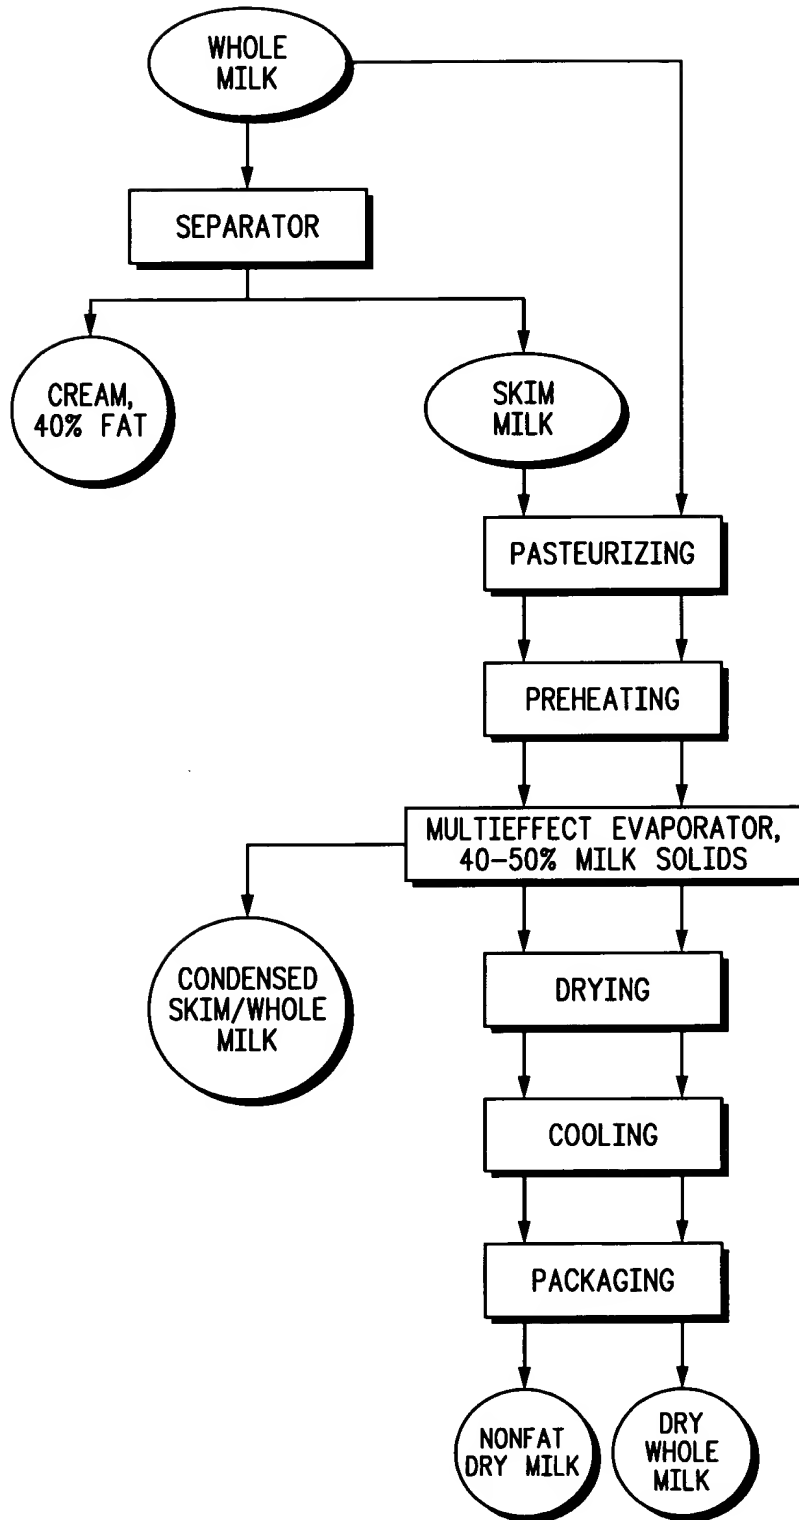 WHOLE
MILK
SEPARATOR
CREAM,
40% FAT
SKIM
MILK
PASTEURIZING
PREHEATING
MULTIEFFECT EVAPORATOR,
40-50% MILK SOLIDS
CONDENSED
SKIM/WHOLE
MILK
DRYING
COOLING
PACKAGING
NONFAT
DRY MILK
DRY
WHOLE
MILK